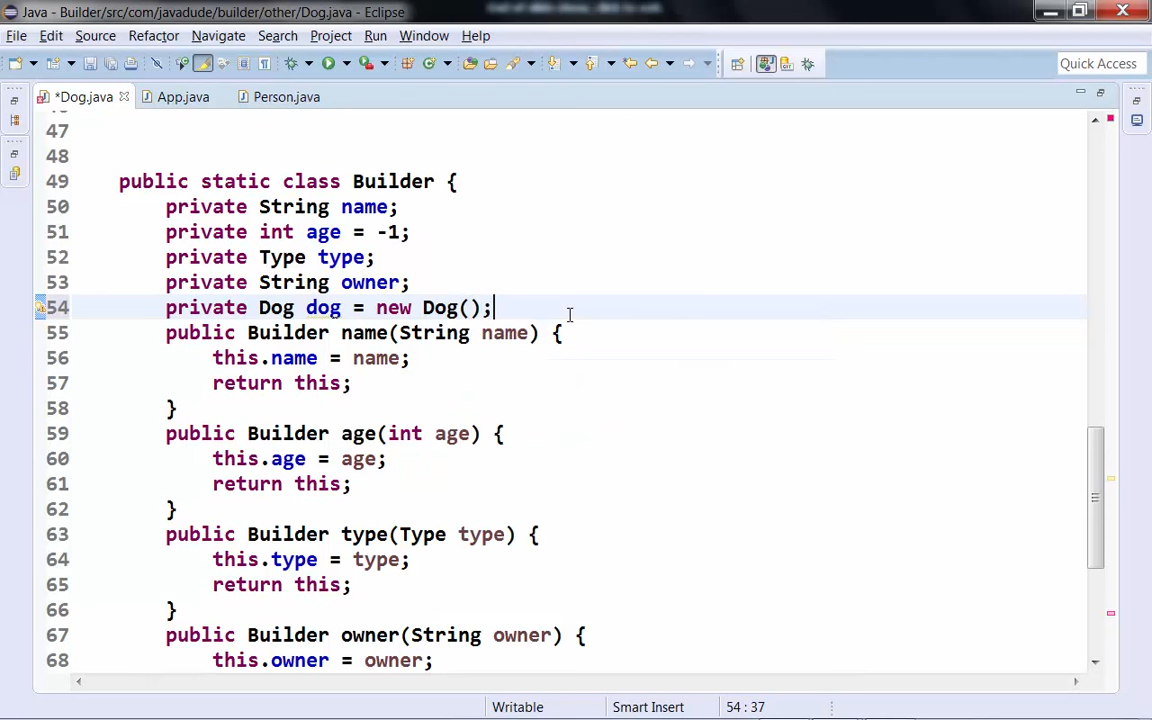 Java - Builder/src/com/javadude/builder/other/Dog.java - Eclipse
File Edit Source Refactor Navigate Search Project Run Window Help
Quick Access
*Dog.java App.java Person.java
47
48
49 public static class Builder {
50 private String name;
51 private int age = -1;
52 private Type type;
53 private String owner;
54 private Dog dog = new Dog();
55 public Builder name(String name) {
56 this.name = name;
57 return this;
58 }
59 public Builder age(int age) {
60 this.age = age;
61 return this;
62 }
63 public Builder type(Type type) {
64 this.type = type;
65 return this;
66 }
67 public Builder owner(String owner) {
68 this.owner = owner;
Writable Smart Insert 54 : 37